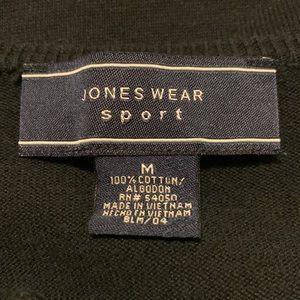 JONES WEAR
sport
M
100% COTTON/
ALGODON
RN# 54050
MADE IN VIETNAM
HECHO EN VIETNAM
BLM/04